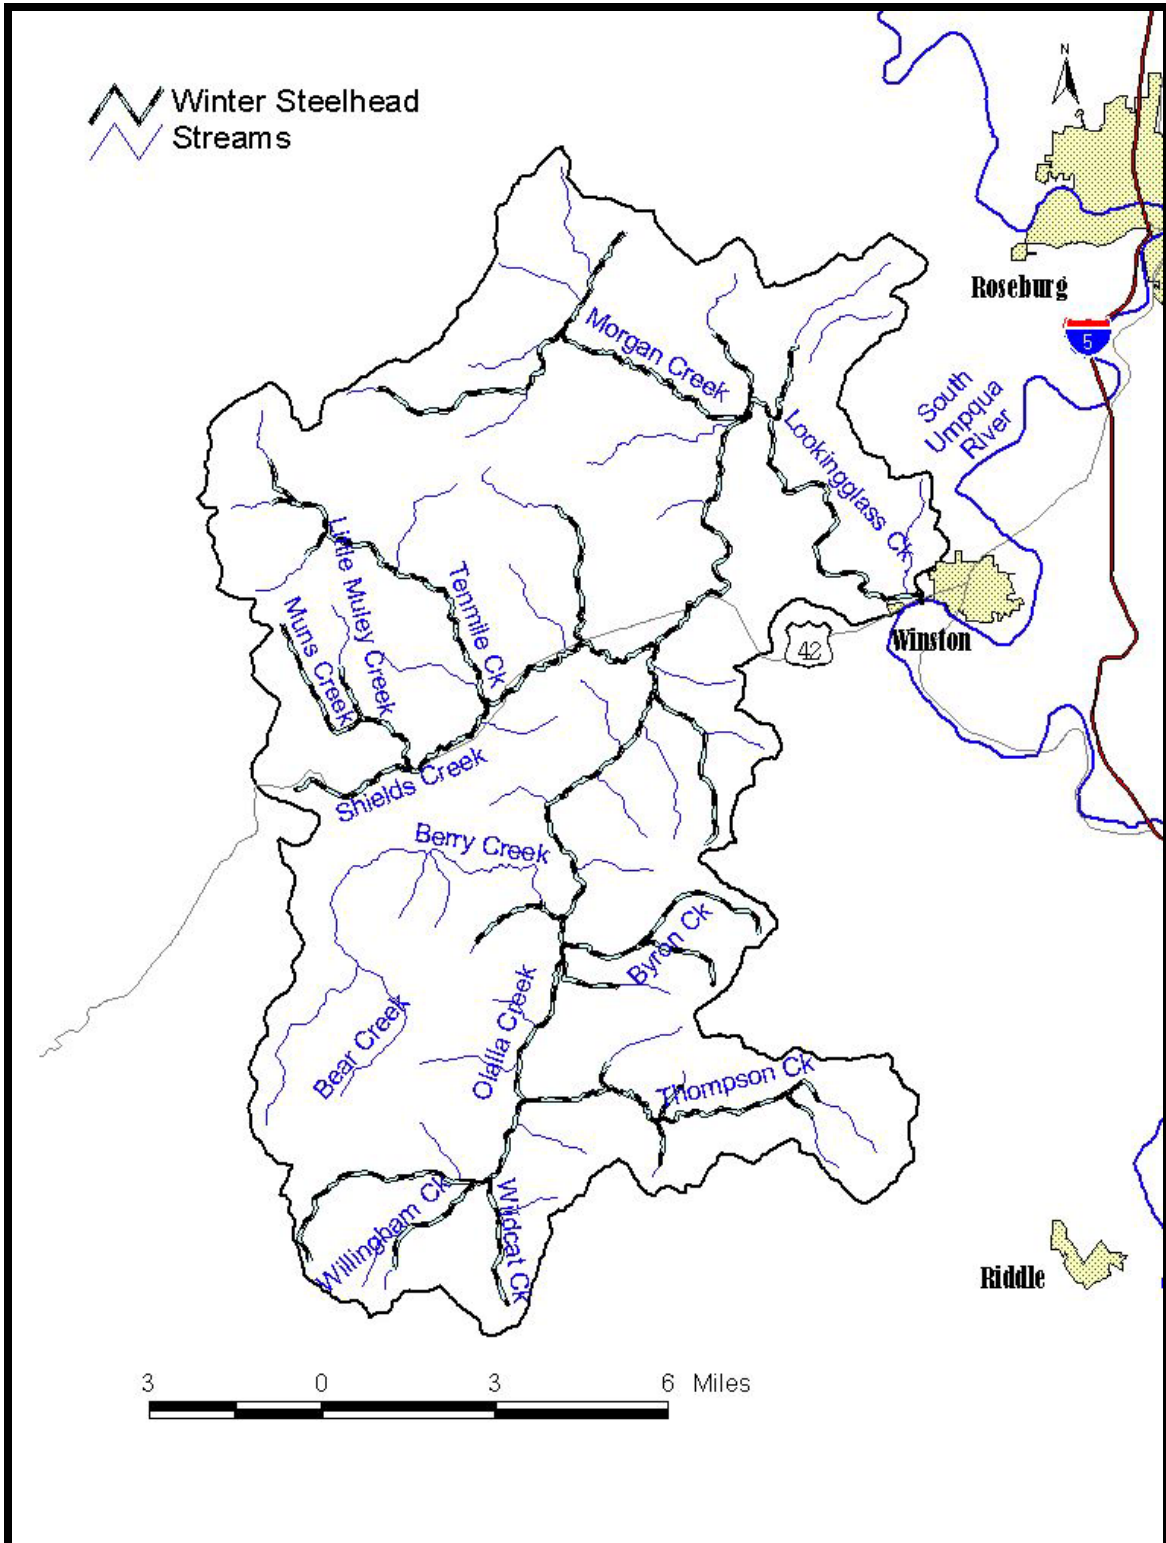 Winter Steelhead
Streams
N
Roseburg
5
Morgan Creek
South
Umpqua
River
Lookingglass Ck
Little Muley Creek
Tenmile Ck
Muns Creek
Winston
42
Shields Creek
Berry Creek
Byron Ck
Olalla Creek
Bear Creek
Thompson Ck
Willingham Ck
Wildcat Ck
Riddle
3 0 3 6 Miles